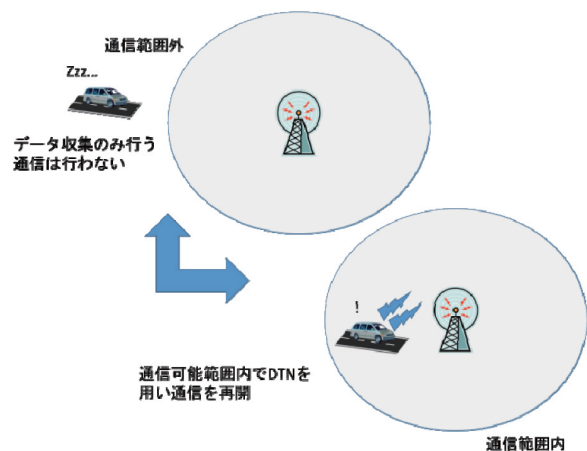 通信範囲外
Zzz...
データ収集のみ行う
通信は行わない
!
通信可能範囲内でDTNを
用い通信を再開
通信範囲内